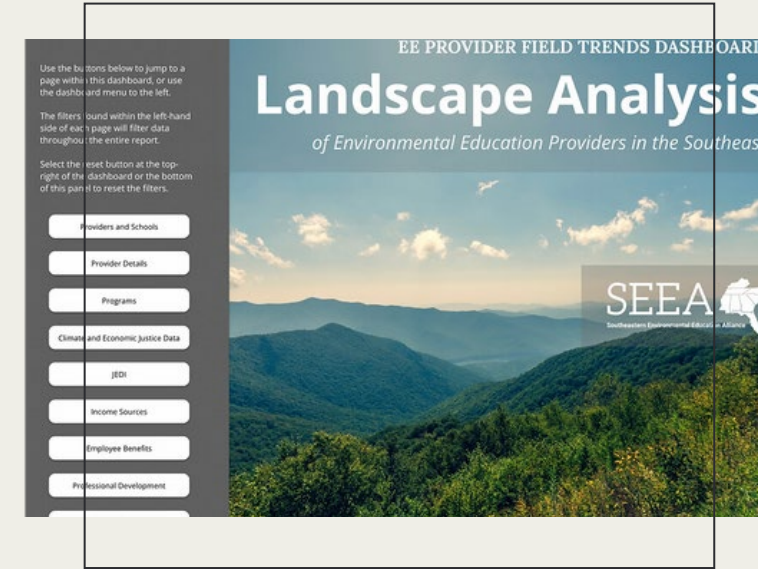 Use the buttons below to jump to a
page within this dashboard, or use
the dashboard menu to the left.
The filters found within the left-hand
side of each page will filter data
throughout the entire report.
Select the reset button at the top-
right of the dashboard or the bottom
of this panel to reset the filters.
Providers and Schools
Provider Details
Programs
Climate and Economic Justice Data
JEDI
Income Sources
Employee Benefits
Professional Development
EE PROVIDER FIELD TRENDS DASHBOARD
Landscape Analysis
of Environmental Education Providers in the Southeas
SEEA
Southeastern Environmental Education Alliance